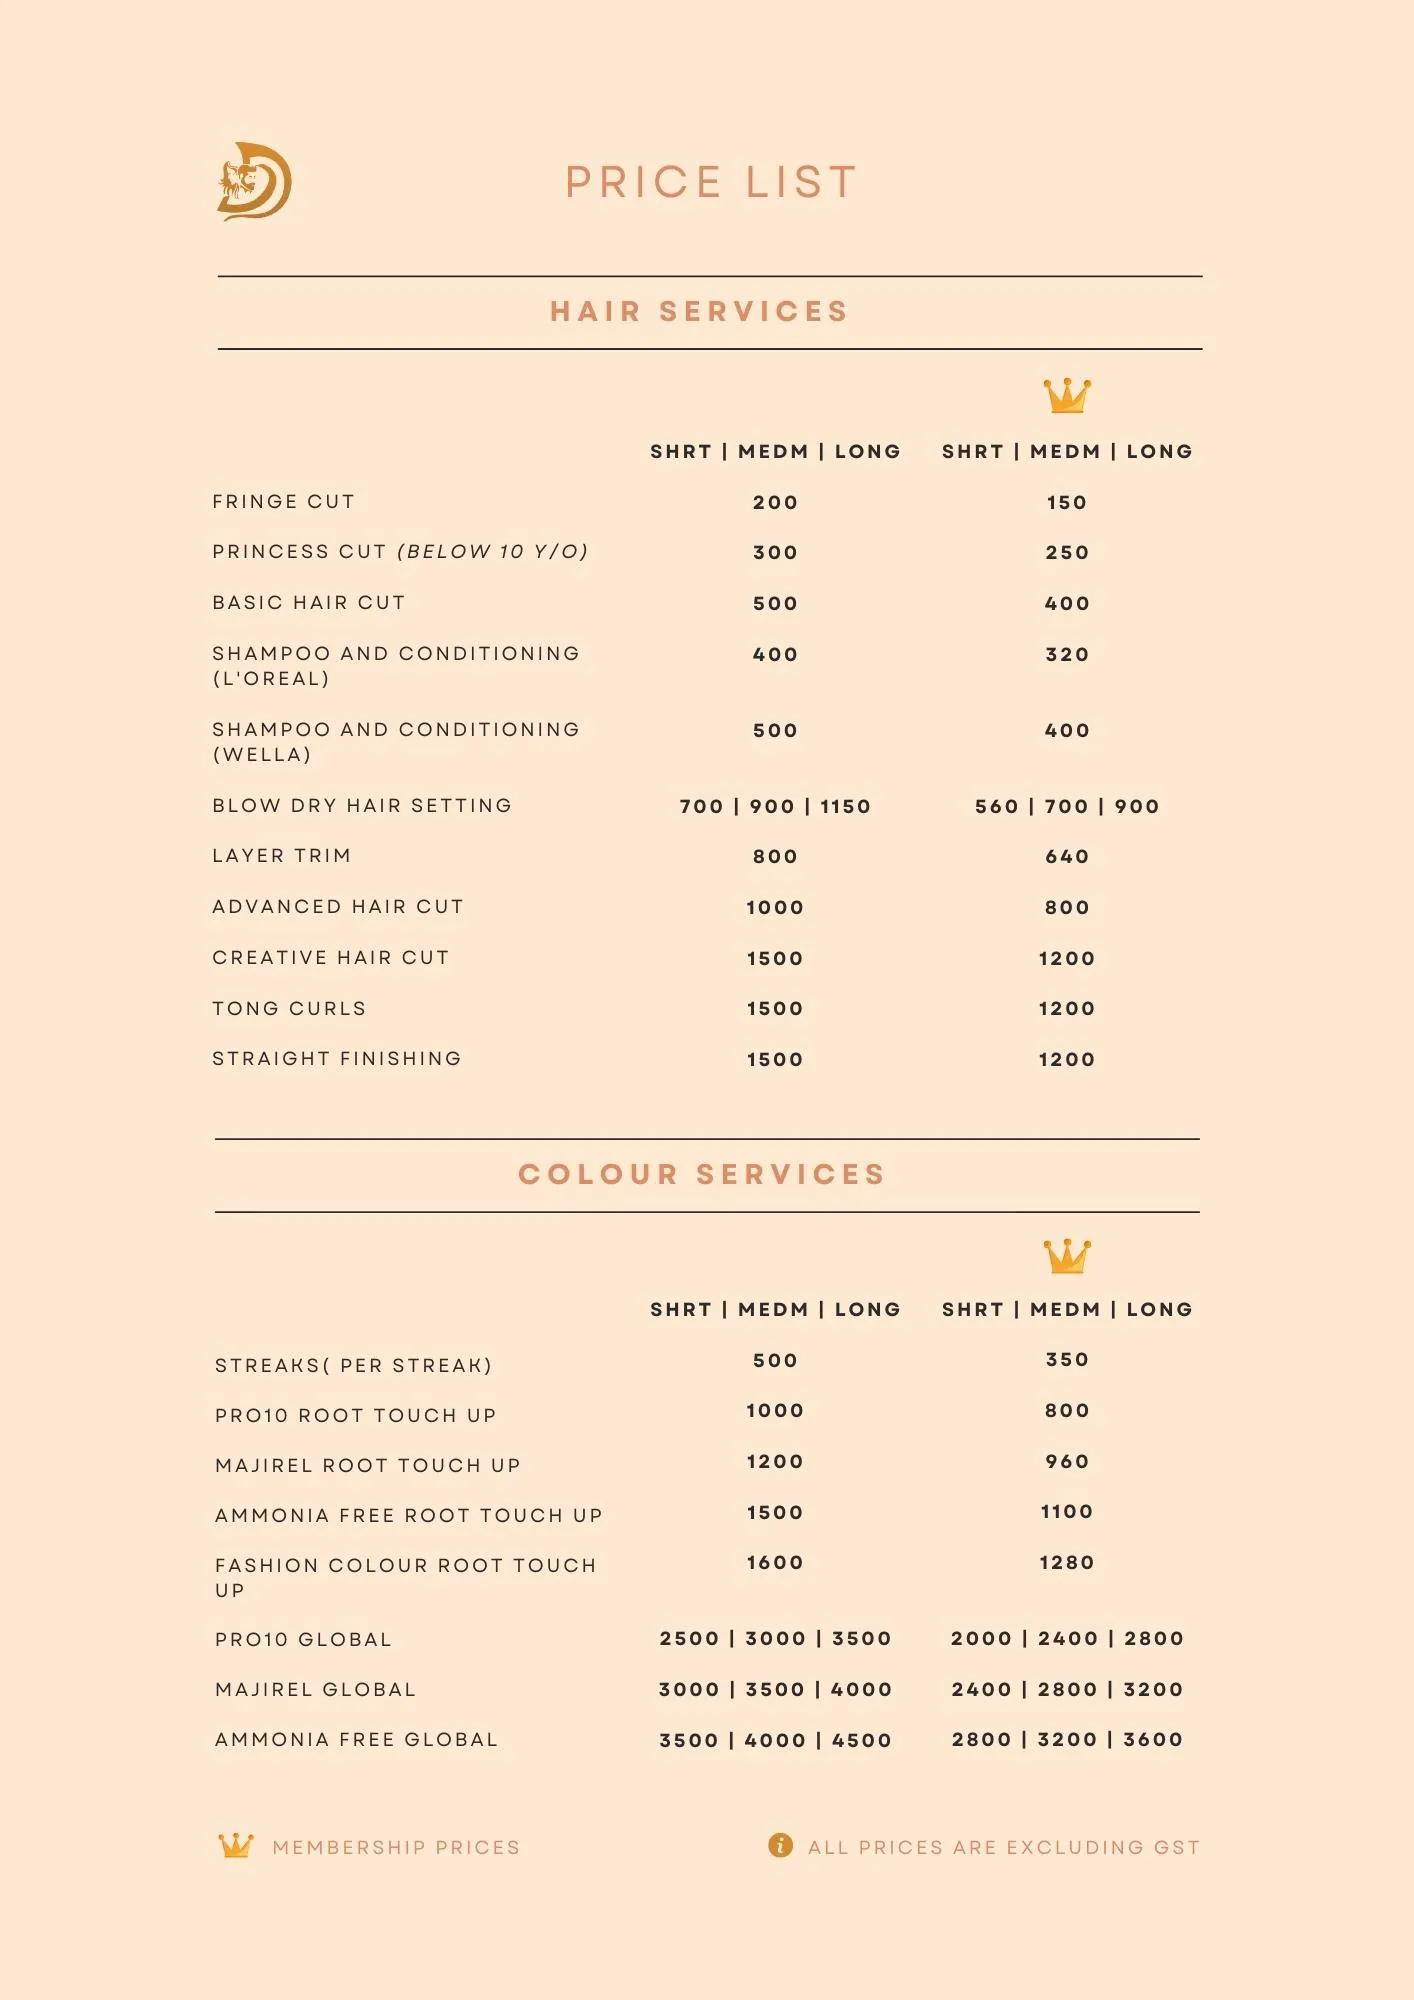 PRICE LIST
HAIR SERVICES
SHRT | MEDM | LONG SHRT | MEDM | LONG
FRINGE CUT 200 150
PRINCESS CUT (BELOW 10 Y/O) 300 250
BASIC HAIR CUT 500 400
SHAMPOO AND CONDITIONING 400 320
(L'OREAL)
SHAMPOO AND CONDITIONING 500 400
(WELLA)
BLOW DRY HAIR SETTING 700 | 900 | 1150 560 | 700 | 900
LAYER TRIM 800 640
ADVANCED HAIR CUT 1000 800
CREATIVE HAIR CUT 1500 1200
TONG CURLS 1500 1200
STRAIGHT FINISHING 1500 1200
COLOUR SERVICES
SHRT | MEDM | LONG SHRT | MEDM | LONG
STREAKS( PER STREAK) 500 350
PRO10 ROOT TOUCH UP 1000 800
MAJIREL ROOT TOUCH UP 1200 960
AMMONIA FREE ROOT TOUCH UP 1500 1100
FASHION COLOUR ROOT TOUCH 1600 1280
UP
PRO10 GLOBAL 2500 | 3000 | 3500 2000 | 2400 | 2800
MAJIREL GLOBAL 3000 | 3500 | 4000 2400 | 2800 | 3200
AMMONIA FREE GLOBAL 3500 | 4000 | 4500 2800 | 3200 | 3600
MEMBERSHIP PRICES ALL PRICES ARE EXCLUDING GST